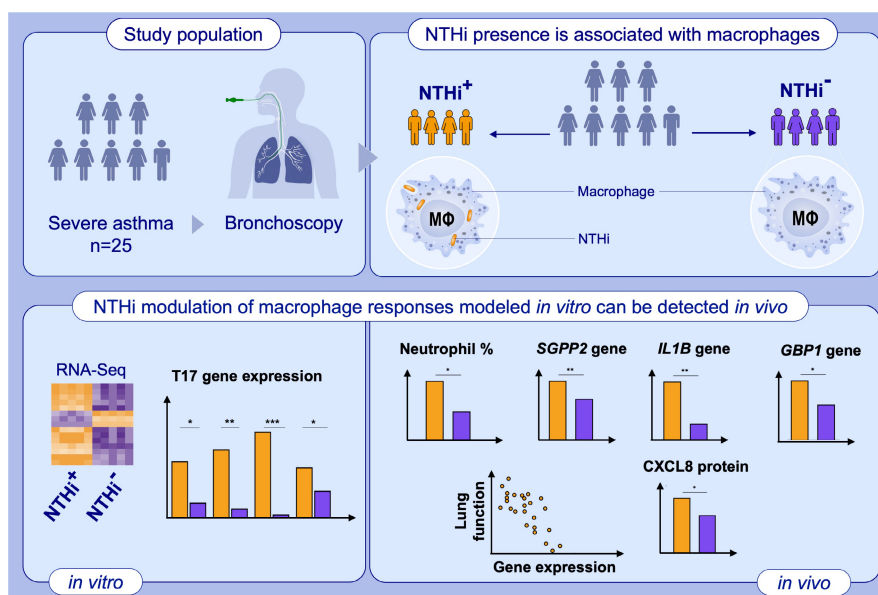 Study population
Severe asthma
n=25
Bronchoscopy
NTHi presence is associated with macrophages
NTHi+
NTHi-
MΦ
MΦ
Macrophage
NTHi
NTHi modulation of macrophage responses modeled in vitro can be detected in vivo
RNA-Seq
NTHi+
NTHi-
T17 gene expression
*
**
***
*
in vitro
Neutrophil %
*
SGPP2 gene
**
IL1B gene
**
GBP1 gene
*
Lung
function
Gene expression
CXCL8 protein
*
in vivo